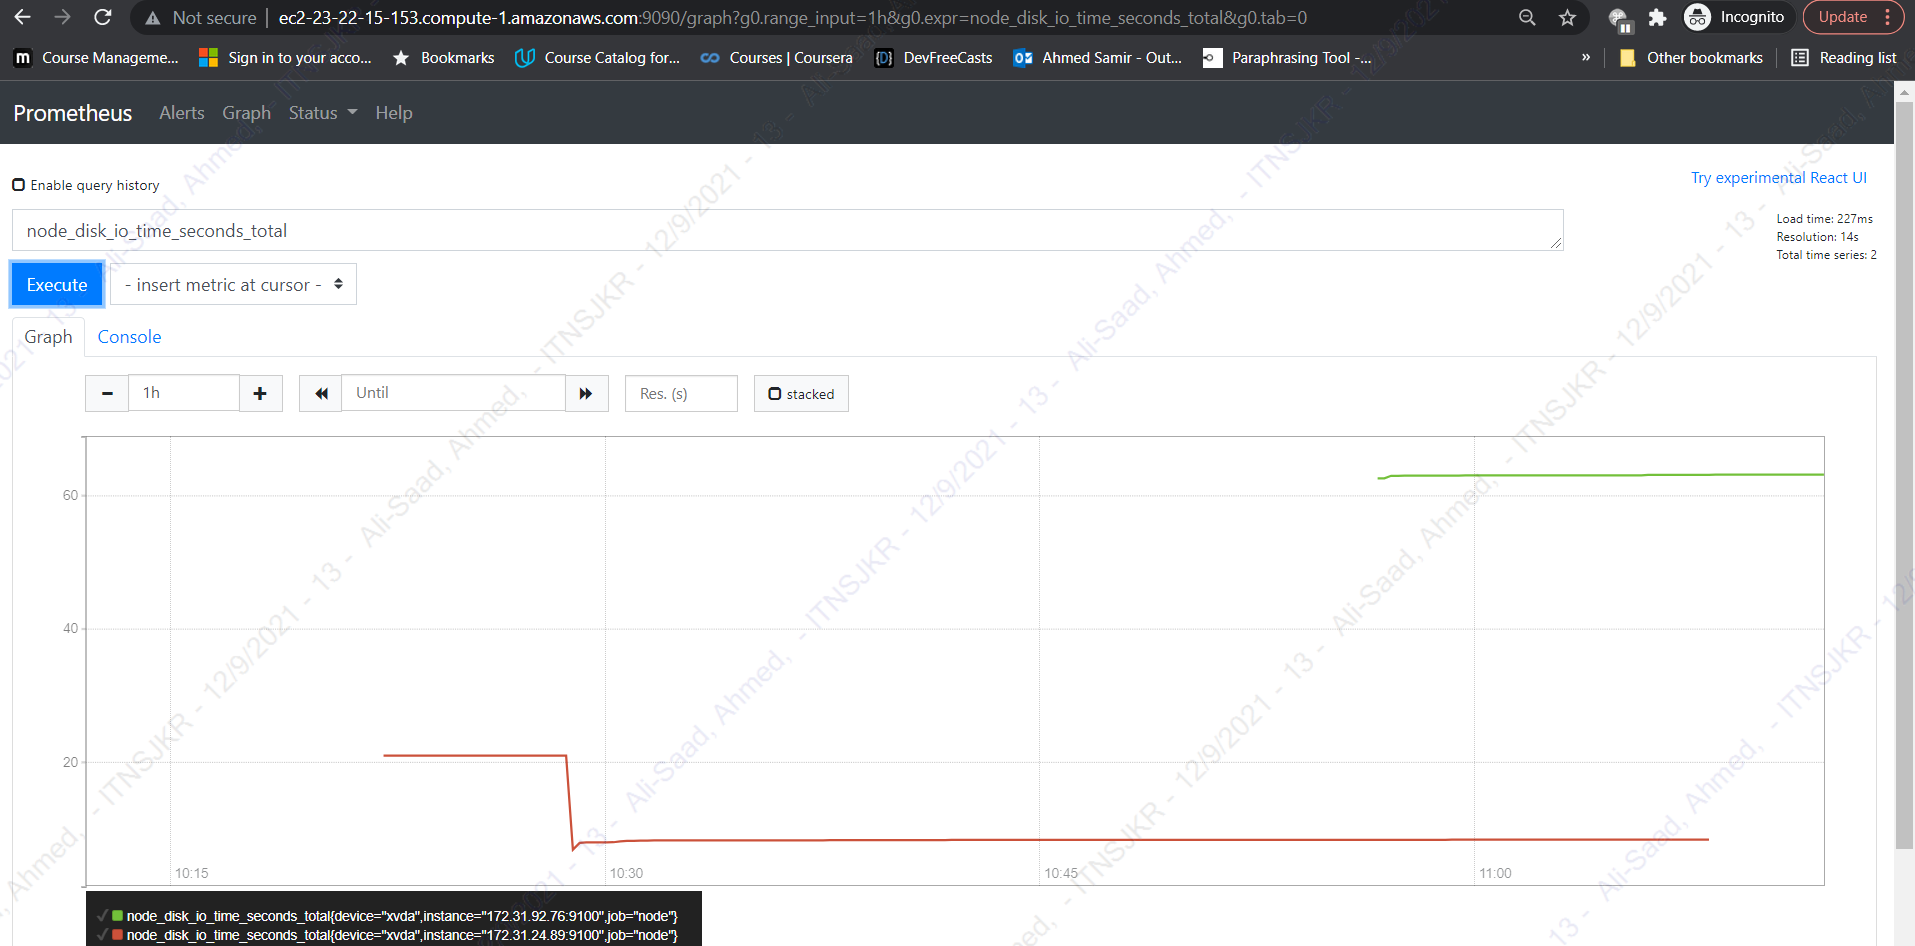 Not secure | ec2-23-22-15-153.compute-1.amazonaws.com:9090/graph?g0.range_input=1h&g0.expr=node_disk_io_time_seconds_total&g0.tab=0 Incognito Update
Course Manageme... Sign in to your acco... Bookmarks Course Catalog for... Courses | Coursera DevFreeCasts Ahmed Samir - Out... Paraphrasing Tool -... » Other bookmarks Reading list
Prometheus Alerts Graph Status Help
Enable query history Try experimental React UI
node_disk_io_time_seconds_total
Load time: 227ms
Resolution: 14s
Total time series: 2
Execute - insert metric at cursor -
Graph Console
1h Until Res. (s) stacked
60
40
20
10:15 10:30 10:45 11:00
node_disk_io_time_seconds_total{device="xvda",instance="172.31.92.76:9100",job="node"}
node_disk_io_time_seconds_total{device="xvda",instance="172.31.24.89:9100",job="node"}
Ali-Saad, Ahmed, - ITNSJKR - 12/9/2021 - 13 -